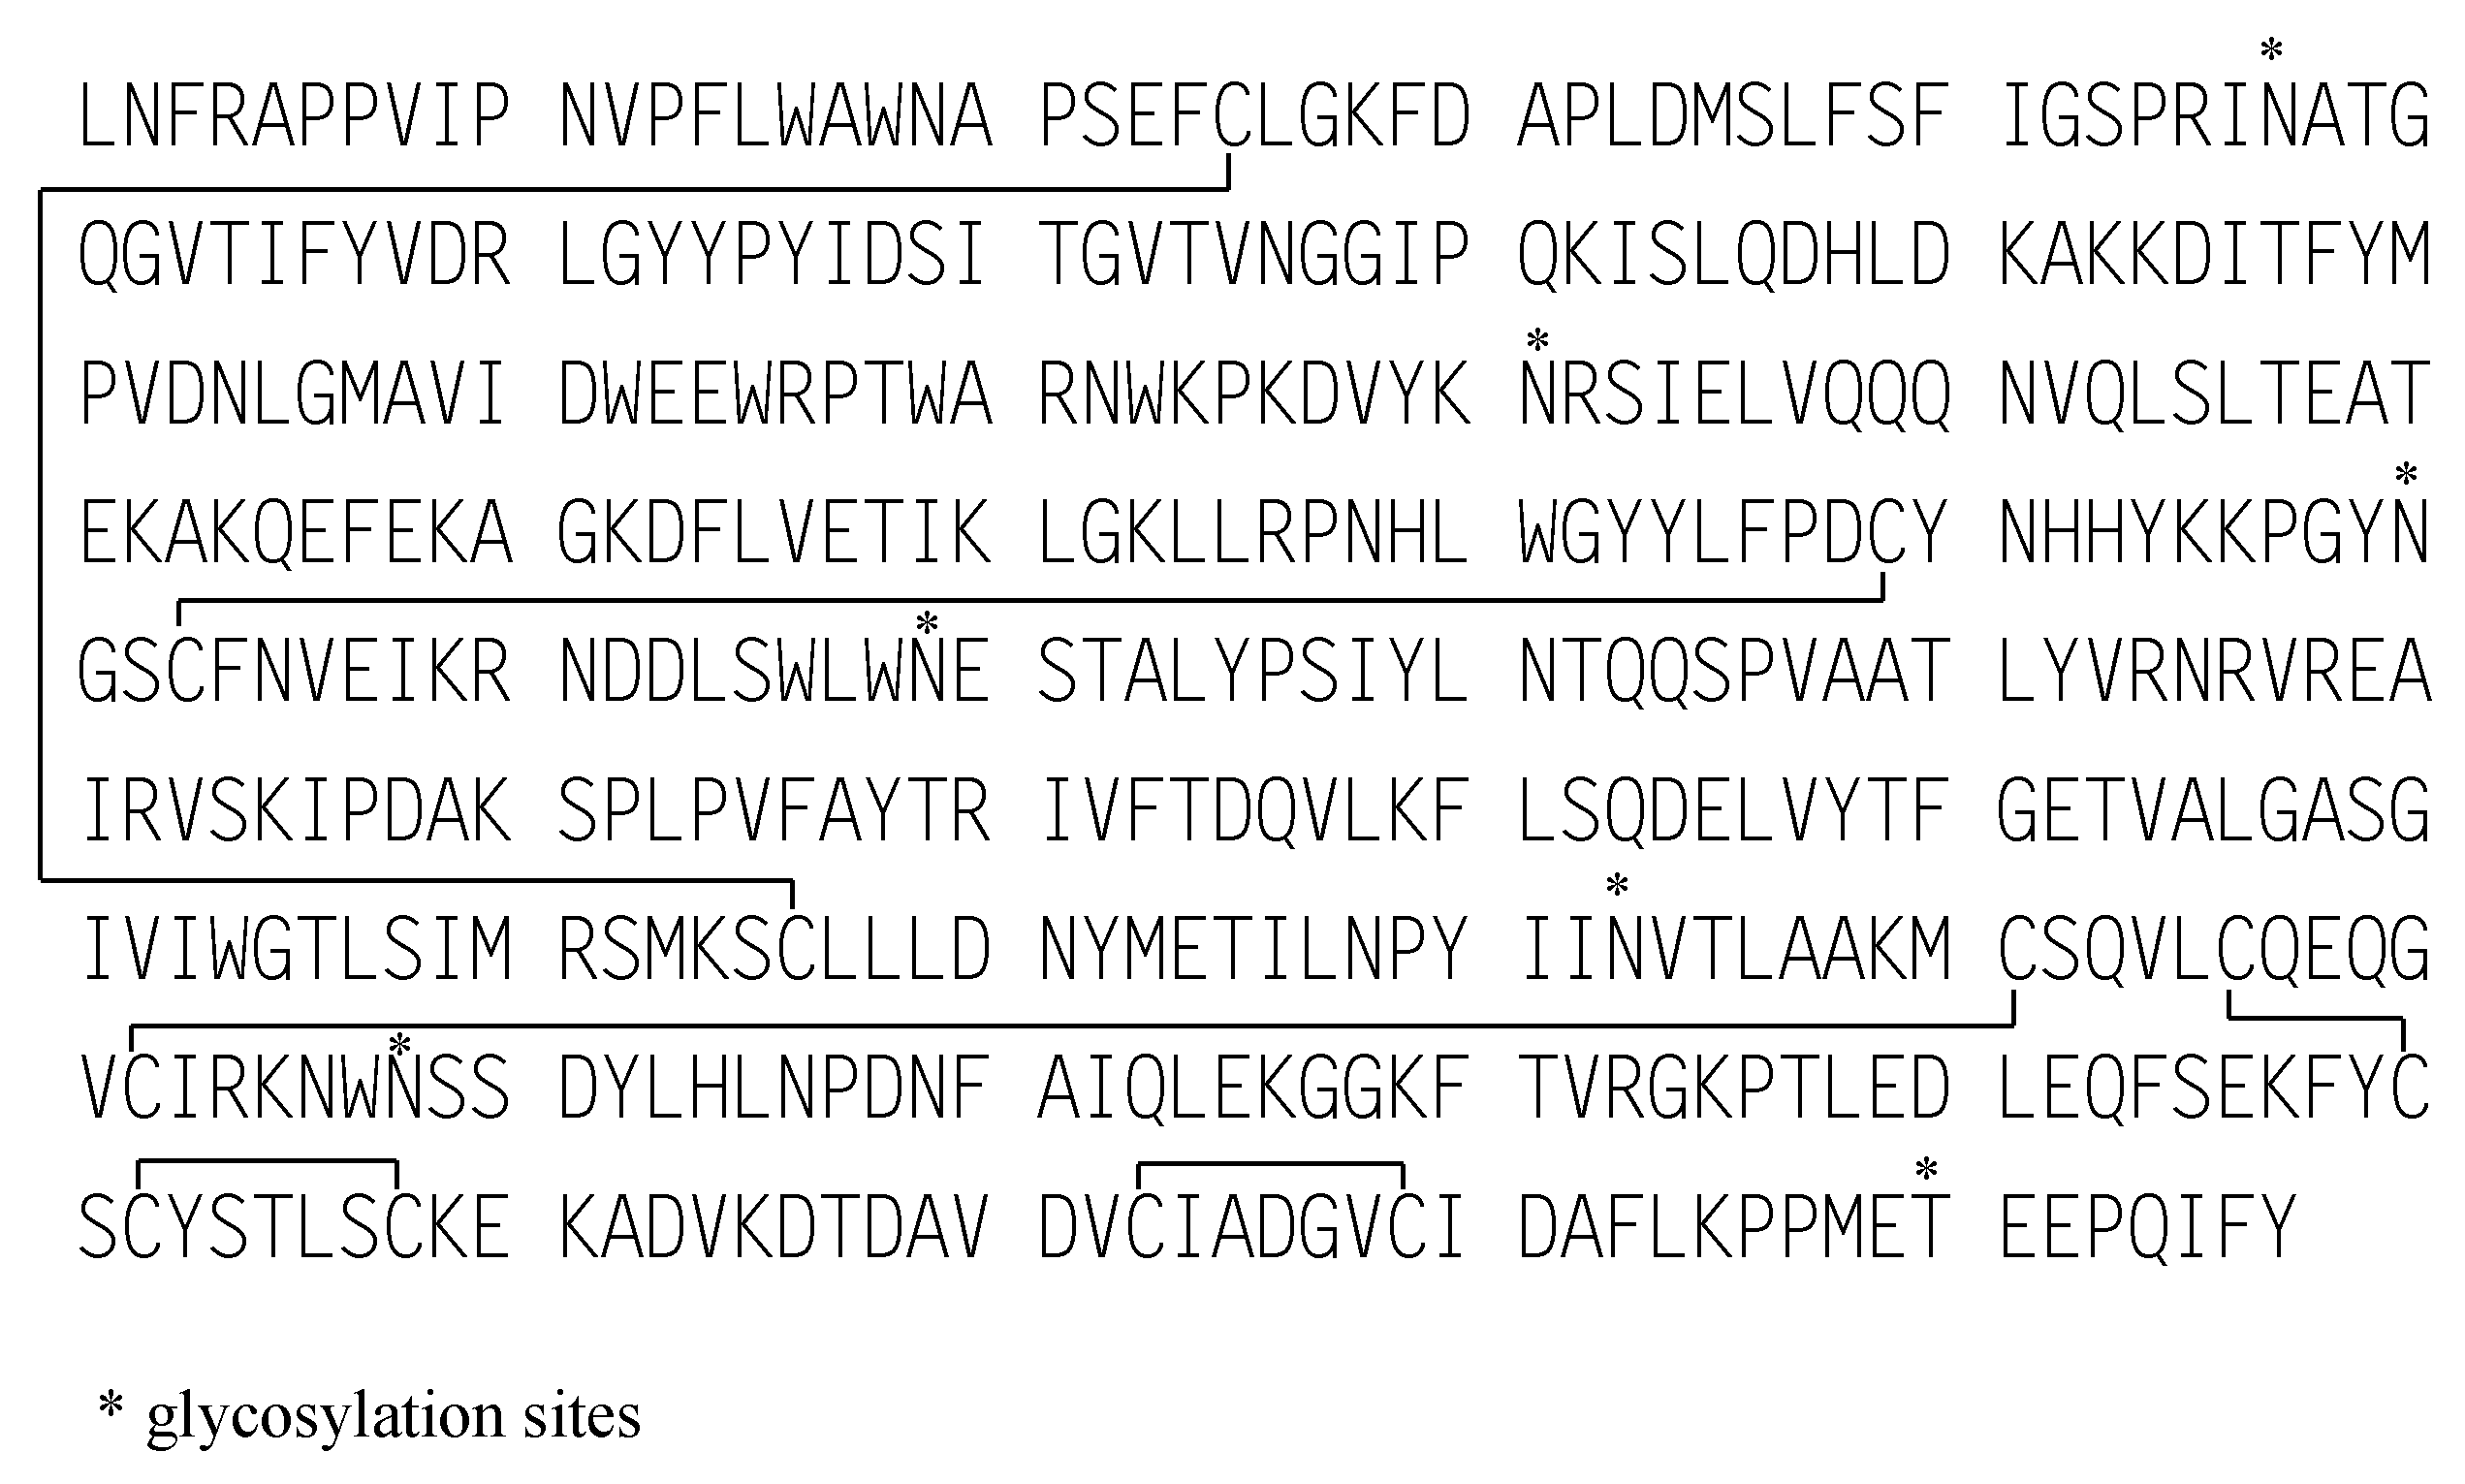 LNFRAPPVIP NVPFLWAWNA PSEFCLGKFD APLDMSLFSF IGSPRINATG
QGVTIFYVDR LGYYPYIDSI TGVTVNGGIP QKISLQDHLD KAKKDITFYM
PVDNLGMAVI DWEEWRPTWA RNWKPKDVYK NRSIELVQQQ NVQLSLTEAT
EKAKQEFEKA GKDFLVETIK LGKLLRPNHL WGYYLFPDCY NHHYKKPGYN
GSCFNVEIKR NDDLSWLWNE STALYPSIYL NTQQSPVAAT LYVRNRVREA
IRVSKIPDAK SPLPVFAYTR IVFTDQVLKF LSQDELVYTF GETVALGASG
IVIWGTLSIM RSMKSCLLLD NYMETILNPY IINVTLAAKM CSQVLCQEQG
VCIRKNWNSS DYLHLNPDNF AIQLEKGGKF TVRGKPTLED LEQFSEKFYC
SCYSTLSCKE KADVKDTDAV DVCIADGVCI DAFLKPPMET EEPQIFY
* glycosylation sites